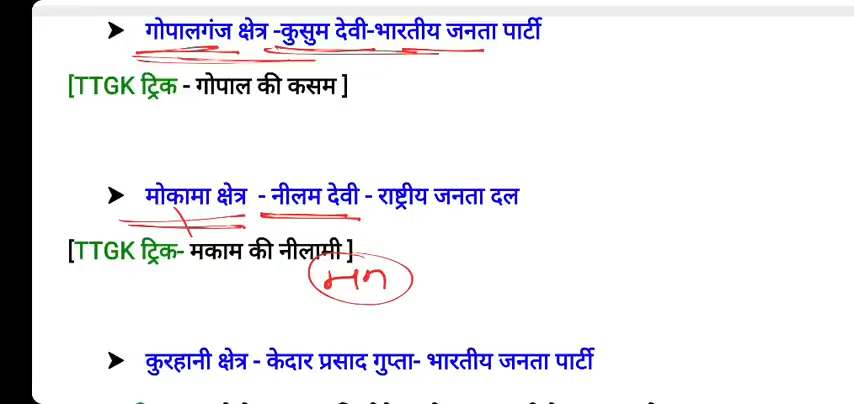 ➤ गोपालगंज क्षेत्र -कुसुम देवी-भारतीय जनता पार्टी
[TTGK ट्रिक - गोपाल की कसम ]
➤ मोकामा क्षेत्र - नीलम देवी - राष्ट्रीय जनता दल
[TTGK ट्रिक- मकाम की नीलामी ]
➤ कुरहानी क्षेत्र - केदार प्रसाद गुप्ता- भारतीय जनता पार्टी